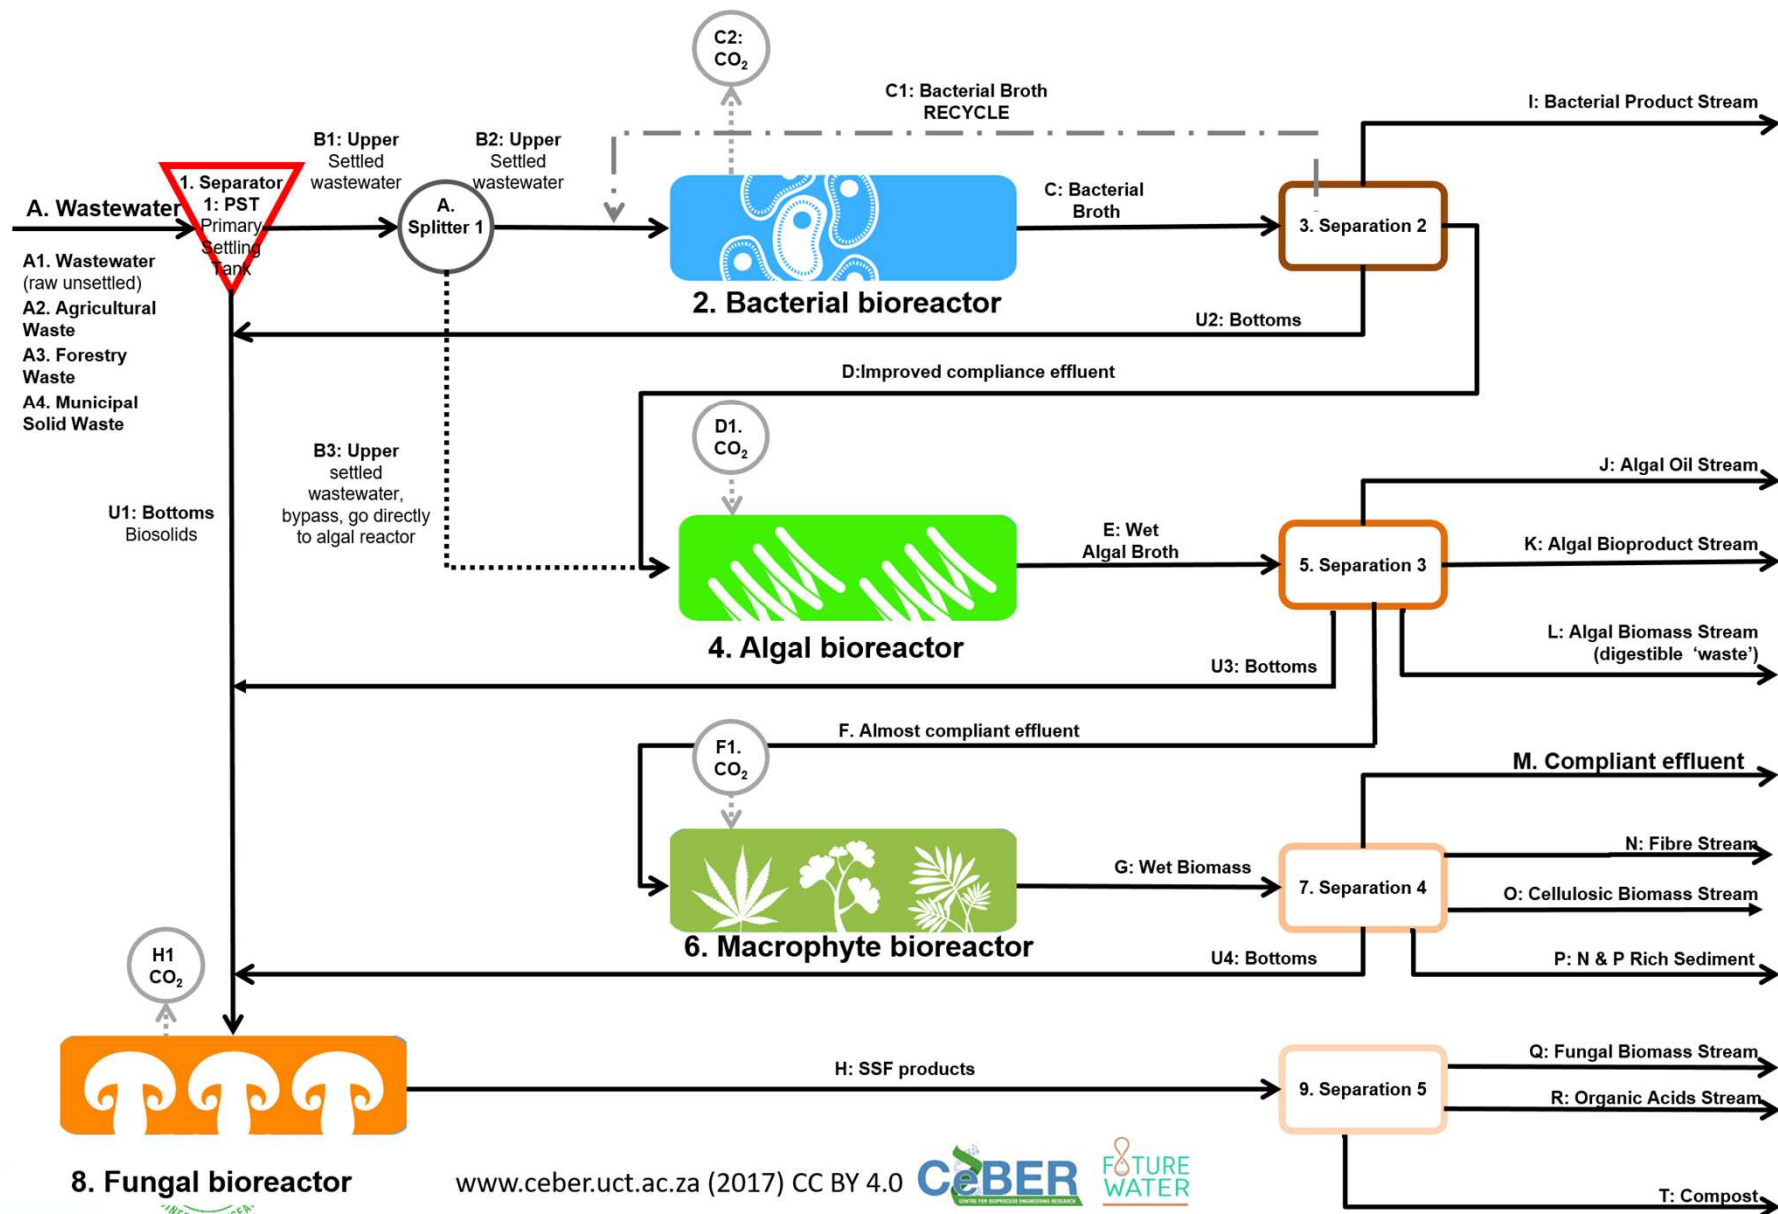 C2:
CO2
C1: Bacterial Broth
RECYCLE
I: Bacterial Product Stream
B1: Upper
Settled
wastewater
B2: Upper
Settled
wastewater
A. Wastewater
1. Separator
1: PST
Primary
Settling
Tank
A.
Splitter 1
C: Bacterial
Broth
3. Separation 2
A1. Wastewater
(raw unsettled)
A2. Agricultural
Waste
A3. Forestry
Waste
A4. Municipal
Solid Waste
2. Bacterial bioreactor
U2: Bottoms
D:Improved compliance effluent
D1.
CO2
B3: Upper
settled
wastewater,
bypass, go directly
to algal reactor
J: Algal Oil Stream
U1: Bottoms
Biosolids
E: Wet
Algal Broth
5. Separation 3
K: Algal Bioproduct Stream
4. Algal bioreactor
L: Algal Biomass Stream
(digestible ‘waste’)
U3: Bottoms
F. Almost compliant effluent
F1.
CO2
M. Compliant effluent
G: Wet Biomass
7. Separation 4
N: Fibre Stream
O: Cellulosic Biomass Stream
6. Macrophyte bioreactor
U4: Bottoms
P: N & P Rich Sediment
H1
CO2
H: SSF products
9. Separation 5
Q: Fungal Biomass Stream
R: Organic Acids Stream
8. Fungal bioreactor
www.ceber.uct.ac.za (2017) CC BY 4.0
CeBER
CENTRE FOR BIOPROCESS ENGINEERING RESEARCH
FUTURE
WATER
T: Compost